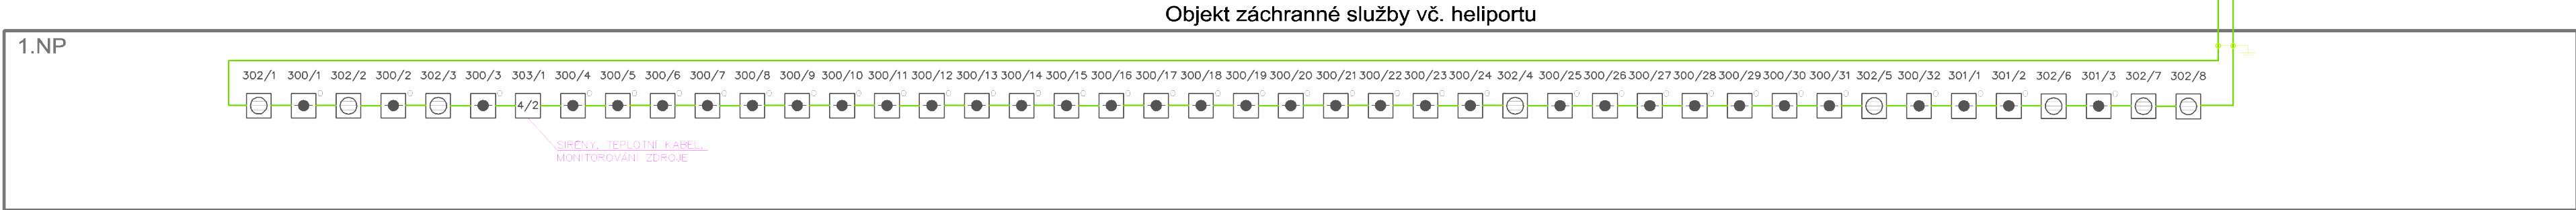 Objekt záchranné služby vč. heliportu
1.NP
302/1 300/1 302/2 300/2 302/3 300/3 303/1 300/4 300/5 300/6 300/7 300/8 300/9 300/10 300/11 300/12 300/13 300/14 300/15 300/16 300/17 300/18 300/19 300/20 300/21 300/22 300/23 300/24 302/4 300/25 300/26 300/27 300/28 300/29 300/30 300/31 302/5 300/32 301/1 301/2 302/6 301/3 302/7 302/8
4/2
SIRÉNY, TEPLOTNÍ KABEL,
MONITOROVÁNÍ ZDROJE